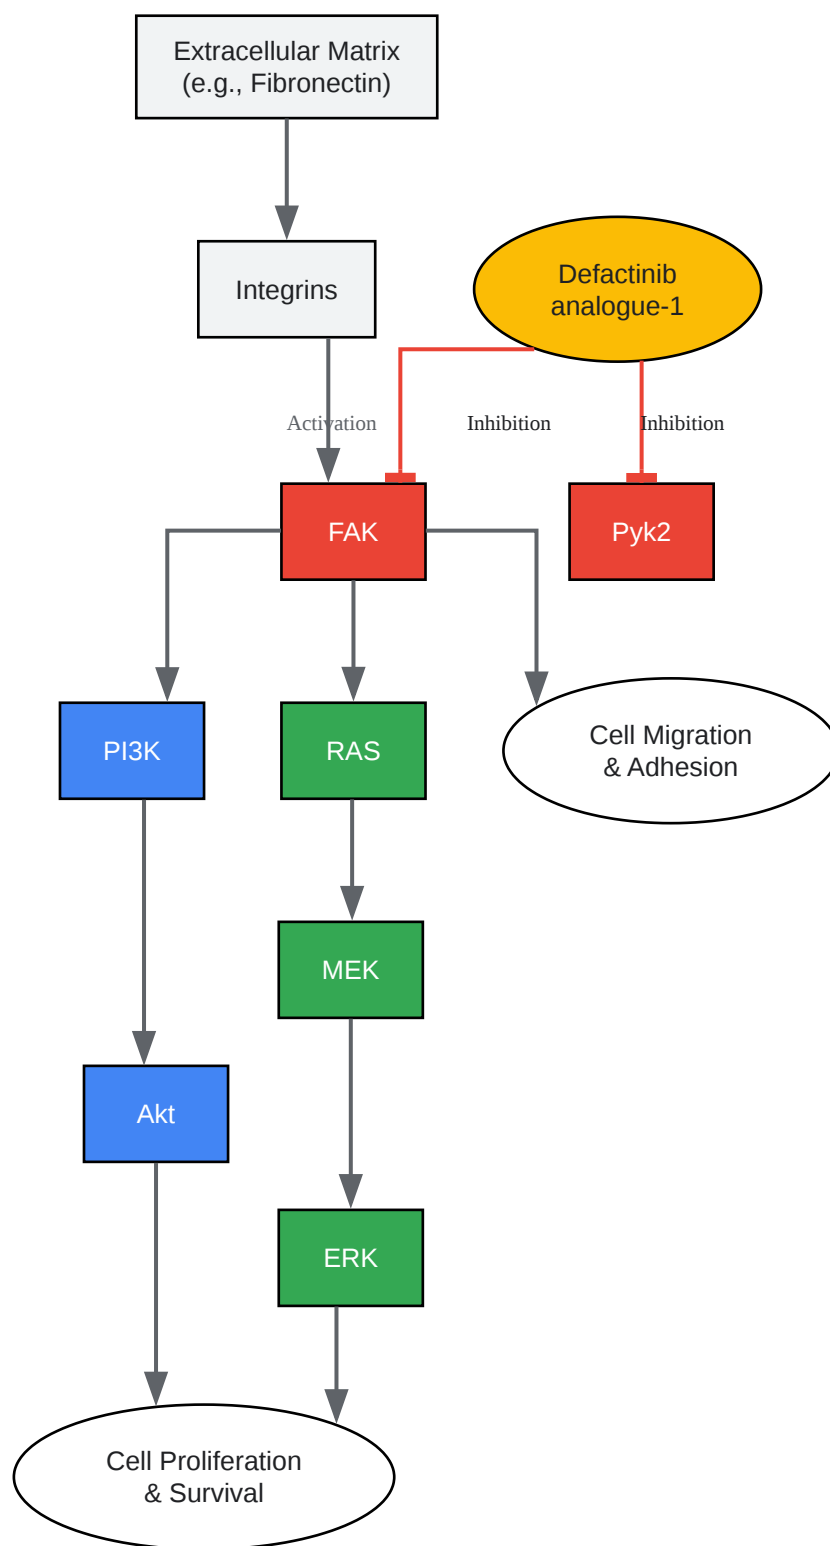 Extracellular Matrix
(e.g., Fibronectin)
Integrins
Defactinib
analogue-1
Activation
Inhibition
Inhibition
FAK
Pyk2
PI3K
RAS
Cell Migration
& Adhesion
MEK
Akt
ERK
Cell Proliferation
& Survival